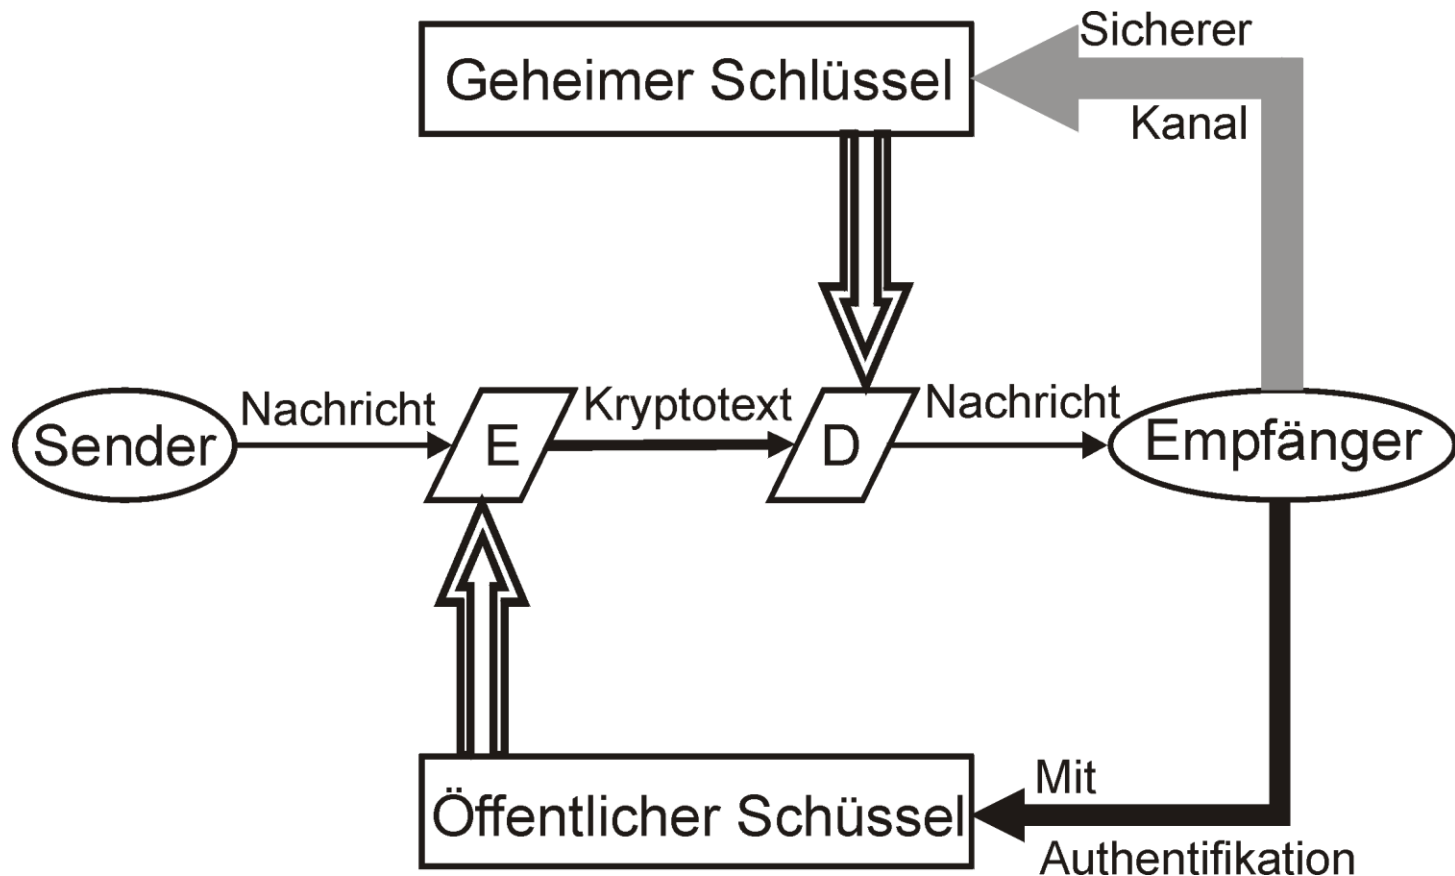 Geheimer Schlüssel
Sicherer
Kanal
Sender
Nachricht
E
Kryptotext
D
Nachricht
Empfänger
Öffentlicher Schüssel
Mit
Authentifikation